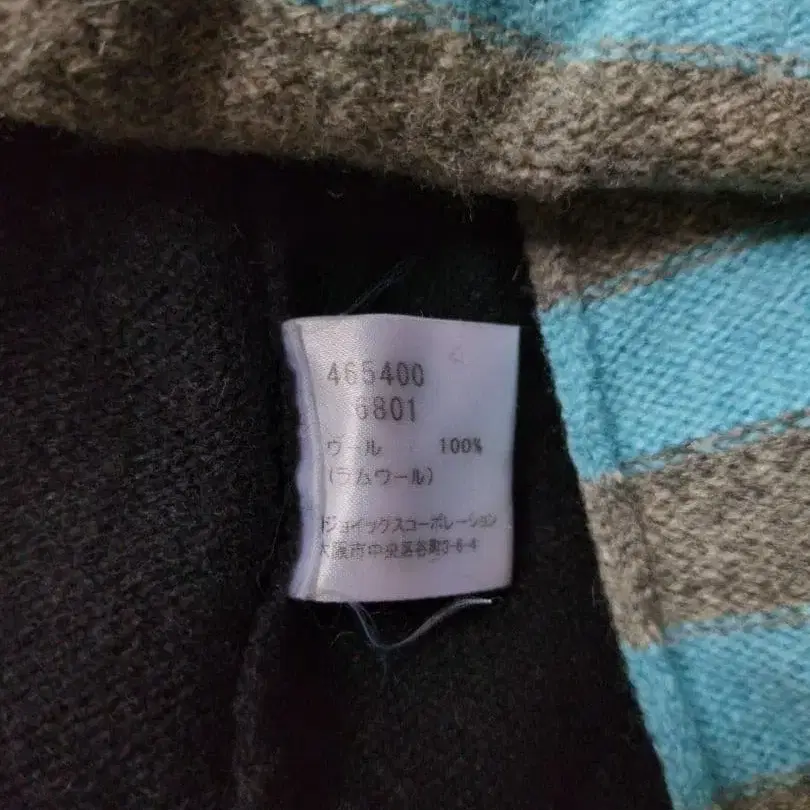 465400
6801
ウール 100%
(ラムウール)
ジョイックスコーポレーション
大阪市中央区谷町3-6-4